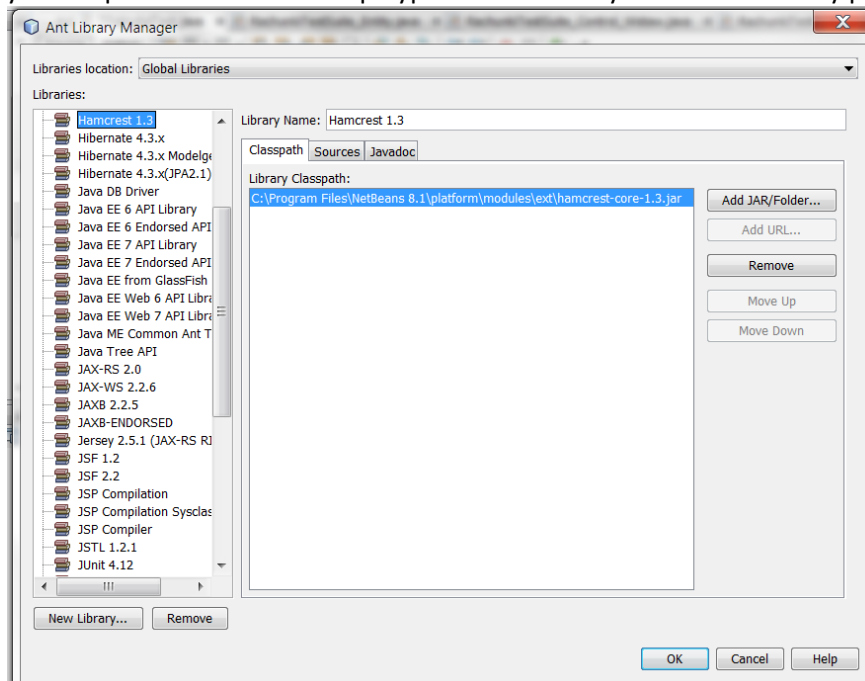 Ant Library Manager
Libraries location: Global Libraries
Libraries:
Hamcrest 1.3
Hibernate 4.3.x
Hibernate 4.3.x Modelge
Hibernate 4.3.x(JPA2.1)
Java DB Driver
Java EE 6 API Library
Java EE 6 Endorsed API
Java EE 7 API Library
Java EE 7 Endorsed API
Java EE from GlassFish
Java EE Web 6 API Libra
Java EE Web 7 API Libra
Java ME Common Ant T
Java Tree API
JAX-RS 2.0
JAX-WS 2.2.6
JAXB 2.2.5
JAXB-ENDORSED
Jersey 2.5.1 (JAX-RS RI
JSF 1.2
JSF 2.2
JSP Compilation
JSP Compilation Sysclas
JSP Compiler
JSTL 1.2.1
JUnit 4.12
New Library... Remove
Library Name: Hamcrest 1.3
Classpath Sources Javadoc
Library Classpath:
C:\Program Files\NetBeans 8.1\platform\modules\ext\hamcrest-core-1.3.jar
Add JAR/Folder...
Add URL...
Remove
Move Up
Move Down
OK Cancel Help